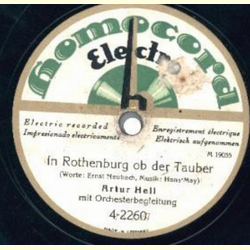 Homocord
Electro
Electric recorded
Impresionado electricamente
Enregistrement électrique
Elektrisch aufgenommen
M. 19055
In Rothenburg ob der Tauber
(Worte: Ernst Neubach, Musik: Hans May)
Artur Hell
mit Orchesterbegleitung
4-2260